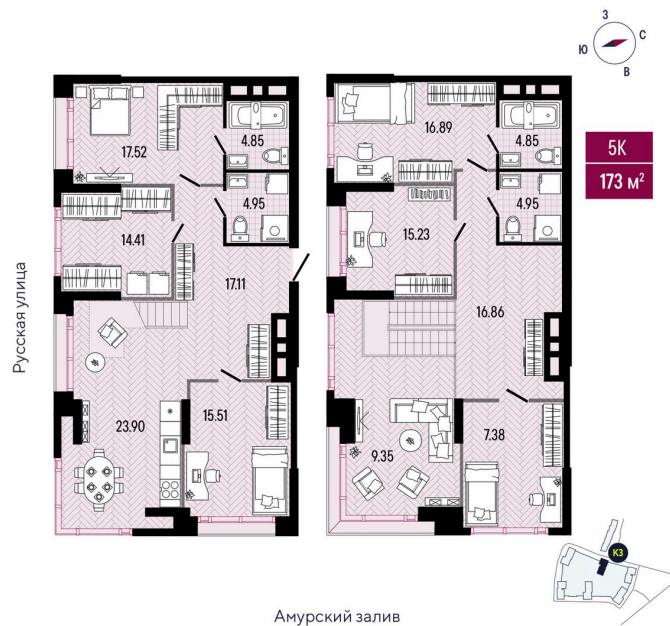 З
С
Ю
В
5К
173 м²
17.52
4.85
4.95
14.41
17.11
23.90
15.51
16.89
4.85
4.95
15.23
16.86
9.35
7.38
Русская улица
К3
Амурский залив